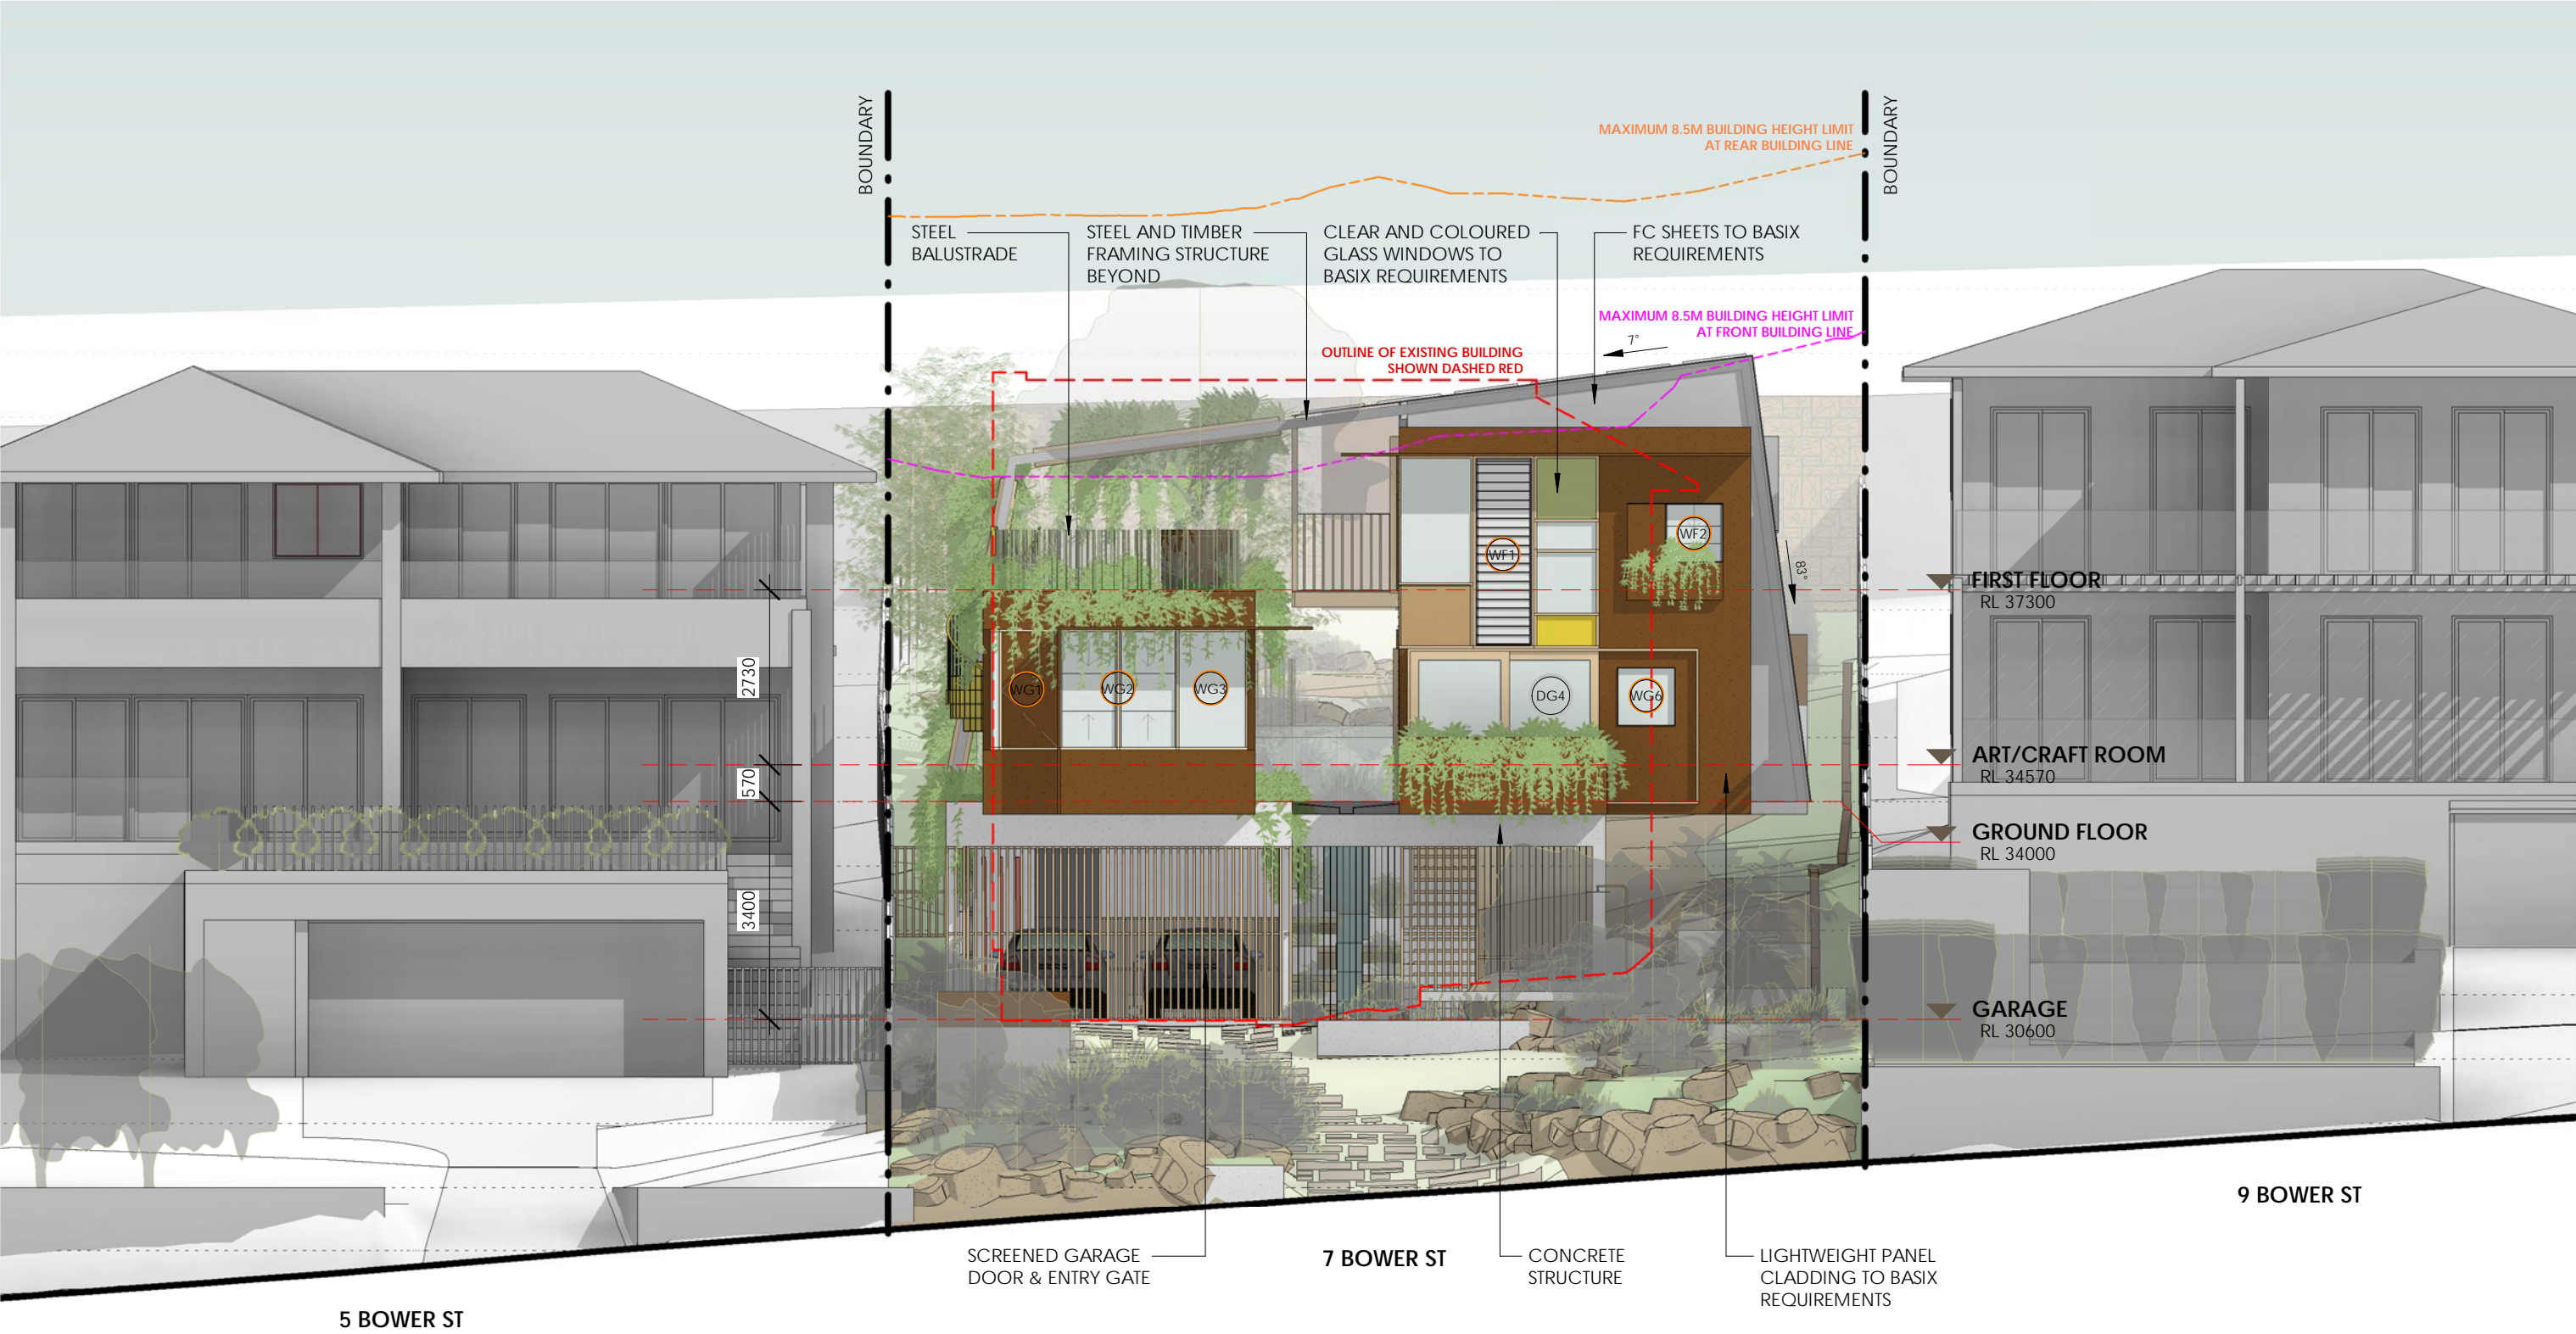 BOUNDARY
BOUNDARY
MAXIMUM 8.5M BUILDING HEIGHT LIMIT
AT REAR BUILDING LINE
STEEL
BALUSTRADE
STEEL AND TIMBER
FRAMING STRUCTURE
BEYOND
CLEAR AND COLOURED
GLASS WINDOWS TO
BASIX REQUIREMENTS
FC SHEETS TO BASIX
REQUIREMENTS
MAXIMUM 8.5M BUILDING HEIGHT LIMIT
AT FRONT BUILDING LINE
OUTLINE OF EXISTING BUILDING
SHOWN DASHED RED
7°
WF1
WF2
83°
FIRST FLOOR
RL 37300
2730
WG1
WG2
WG3
DG4
WG6
ART/CRAFT ROOM
RL 34570
570
GROUND FLOOR
RL 34000
3400
GARAGE
RL 30600
9 BOWER ST
SCREENED GARAGE
DOOR & ENTRY GATE
7 BOWER ST
CONCRETE
STRUCTURE
LIGHTWEIGHT PANEL
CLADDING TO BASIX
REQUIREMENTS
5 BOWER ST